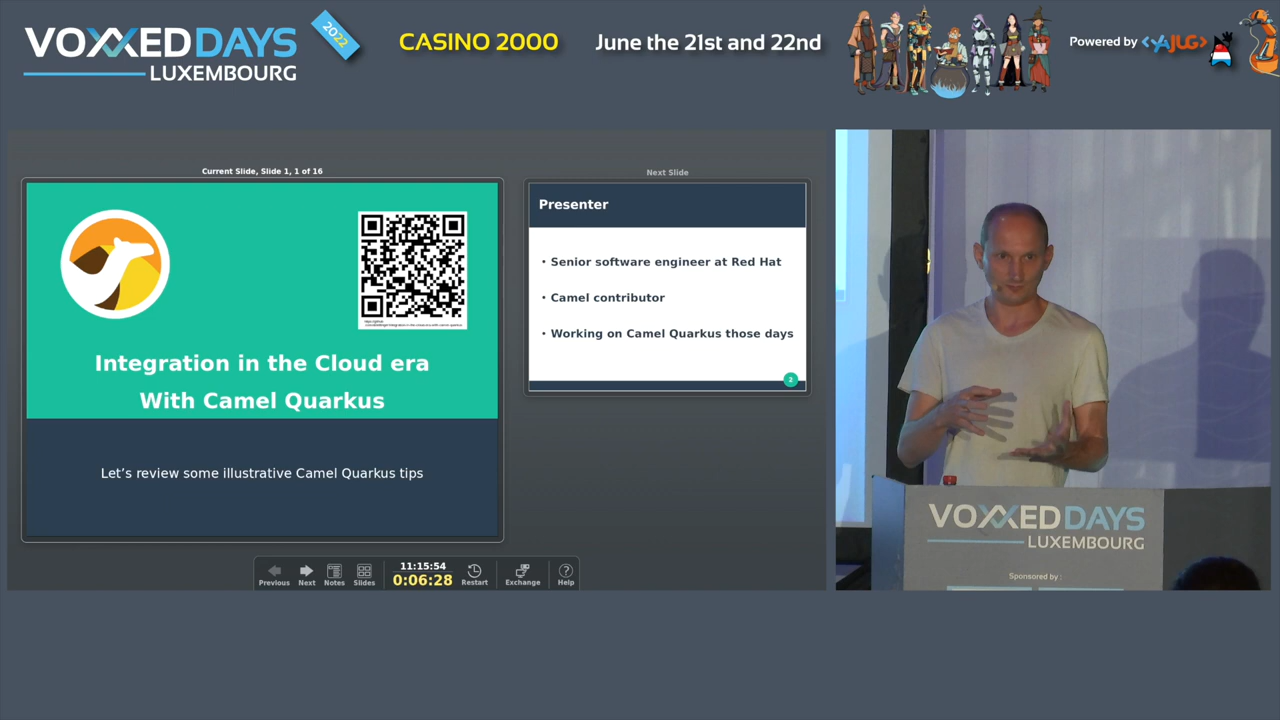 VOXXED DAYS
LUXEMBOURG
2022
CASINO 2000
June the 21st and 22nd
Powered by <YAJUG>
Current Slide, Slide 1, 1 of 16
Integration in the Cloud era
With Camel Quarkus
Let's review some illustrative Camel Quarkus tips
Next Slide
Presenter
• Senior software engineer at Red Hat
• Camel contributor
• Working on Camel Quarkus those days
2
Previous
Next
Notes
Slides
11:15:54
0:06:28
Restart
Exchange
Help
VOXXED DAYS
LUXEMBOURG
Sponsored by :